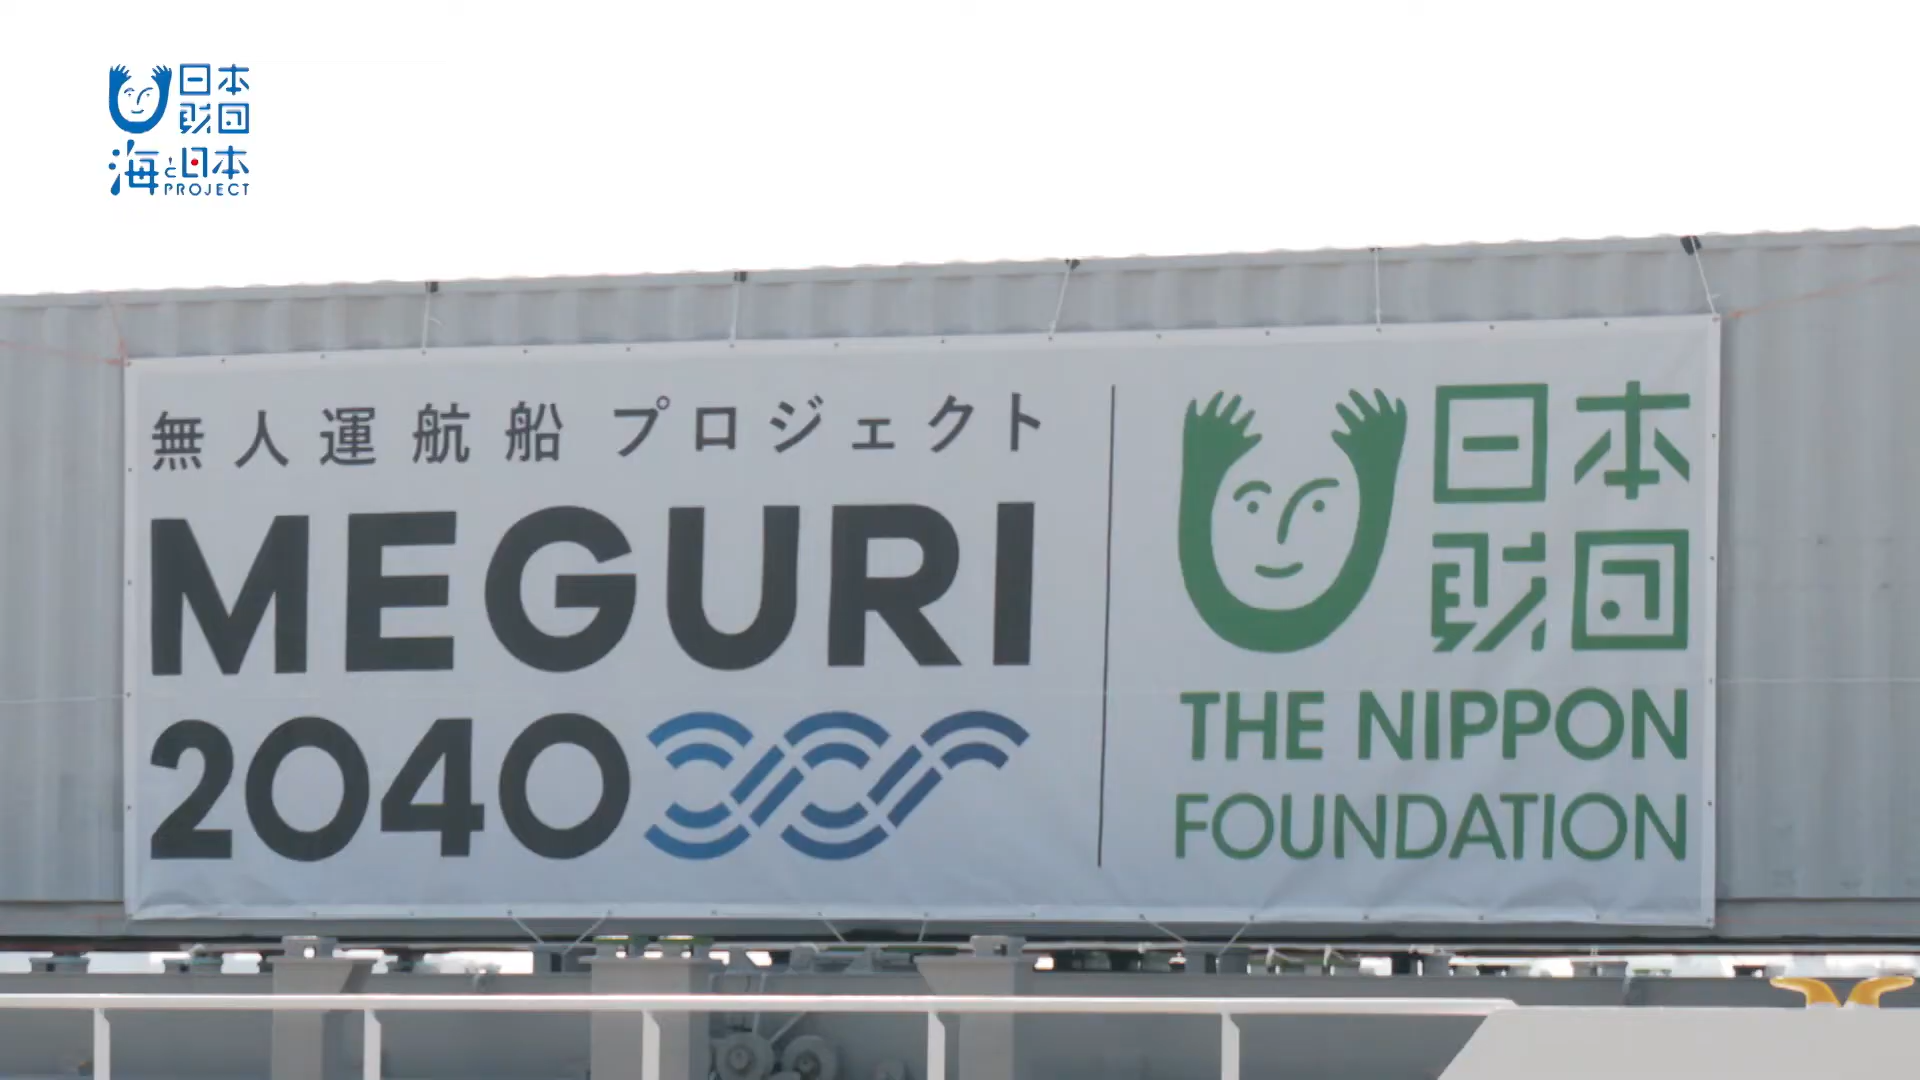 日本
財団
海と日本
PROJECT
無人運航船 プロジェクト
MEGURI
2040
日本
財団
THE NIPPON
FOUNDATION